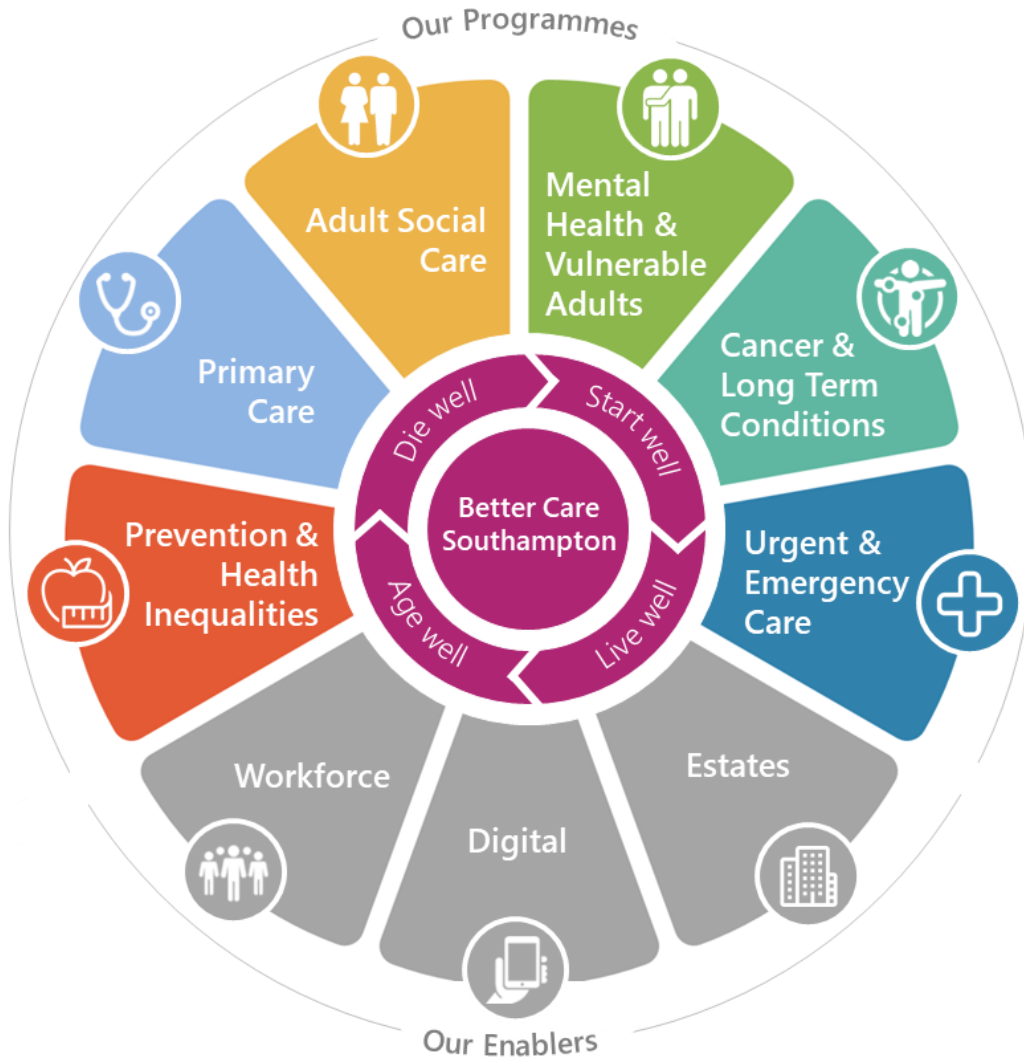 Our Programmes
Adult Social
Care
Mental
Health &
Vulnerable
Adults
Primary
Care
Cancer &
Long Term
Conditions
Die well
Start well
Better Care
Southampton
Prevention &
Health
Inequalities
Urgent &
Emergency
Care
Age well
Live well
Workforce
Digital
Estates
Our Enablers